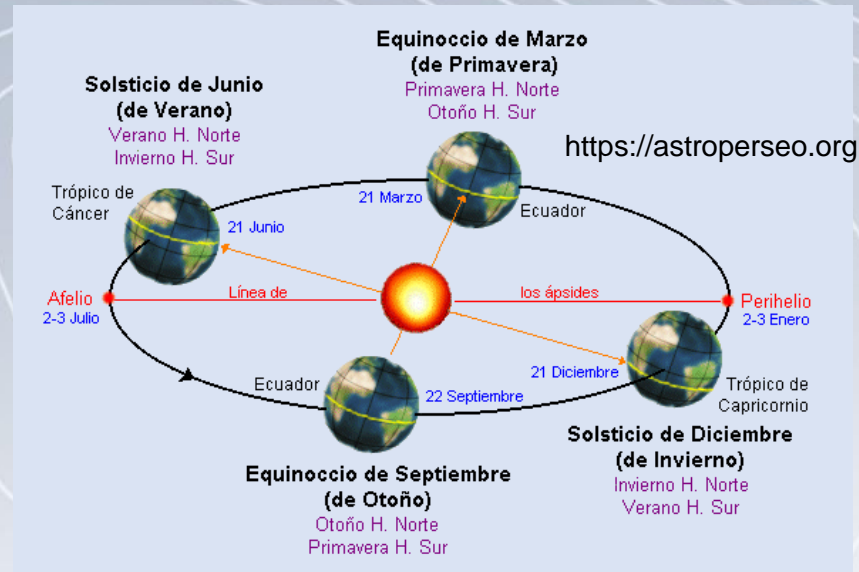 Equinoccio de Marzo
(de Primavera)
Primavera H. Norte
Otoño H. Sur
Solsticio de Junio
(de Verano)
Verano H. Norte
Invierno H. Sur
https://astroperseo.org
Trópico de
Cáncer
21 Junio
21 Marzo
Ecuador
Afelio
2-3 Julio
Línea de
los ápsides
Perihelio
2-3 Enero
Ecuador
22 Septiembre
21 Diciembre
Trópico de
Capricornio
Equinoccio de Septiembre
(de Otoño)
Otoño H. Norte
Primavera H. Sur
Solsticio de Diciembre
(de Invierno)
Invierno H. Norte
Verano H. Sur